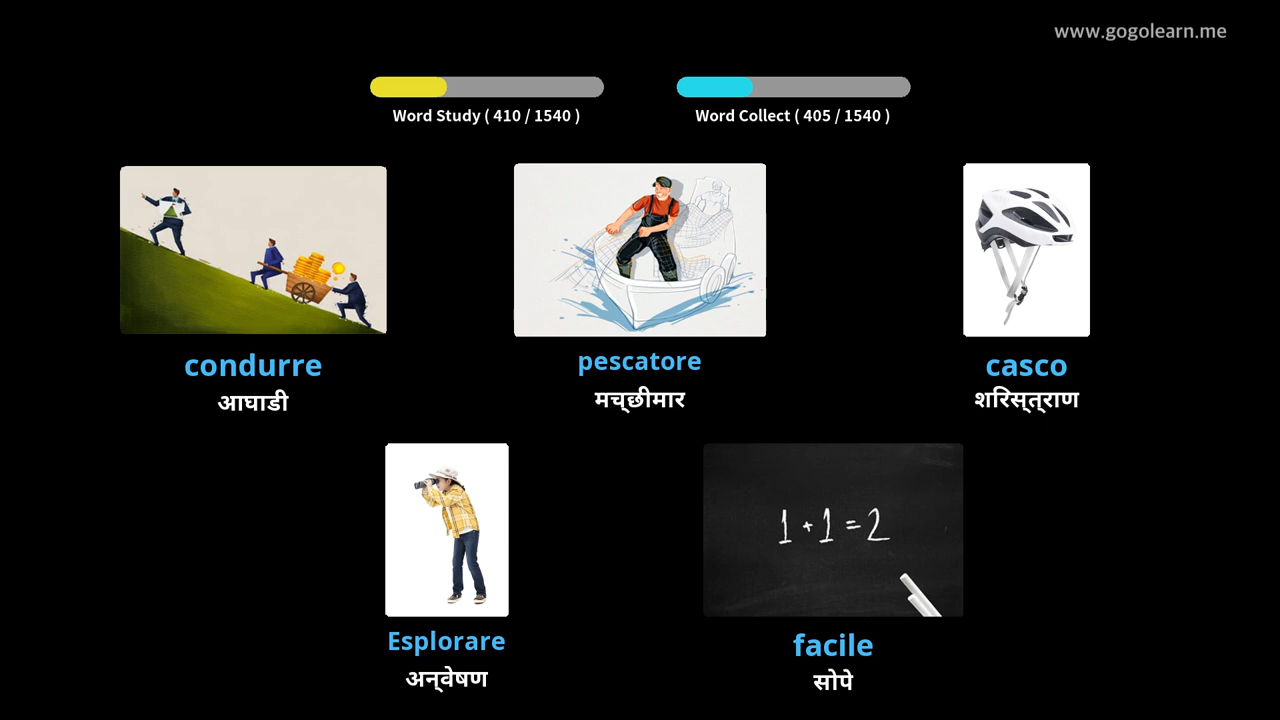 www.gogolearn.me
Word Study ( 410 / 1540 )
Word Collect ( 405 / 1540 )
condurre
आघाडी
pescatore
मच्छीमार
casco
शिरस्त्राण
Esplorare
अन्वेषण
1 + 1 = 2
facile
सोपे